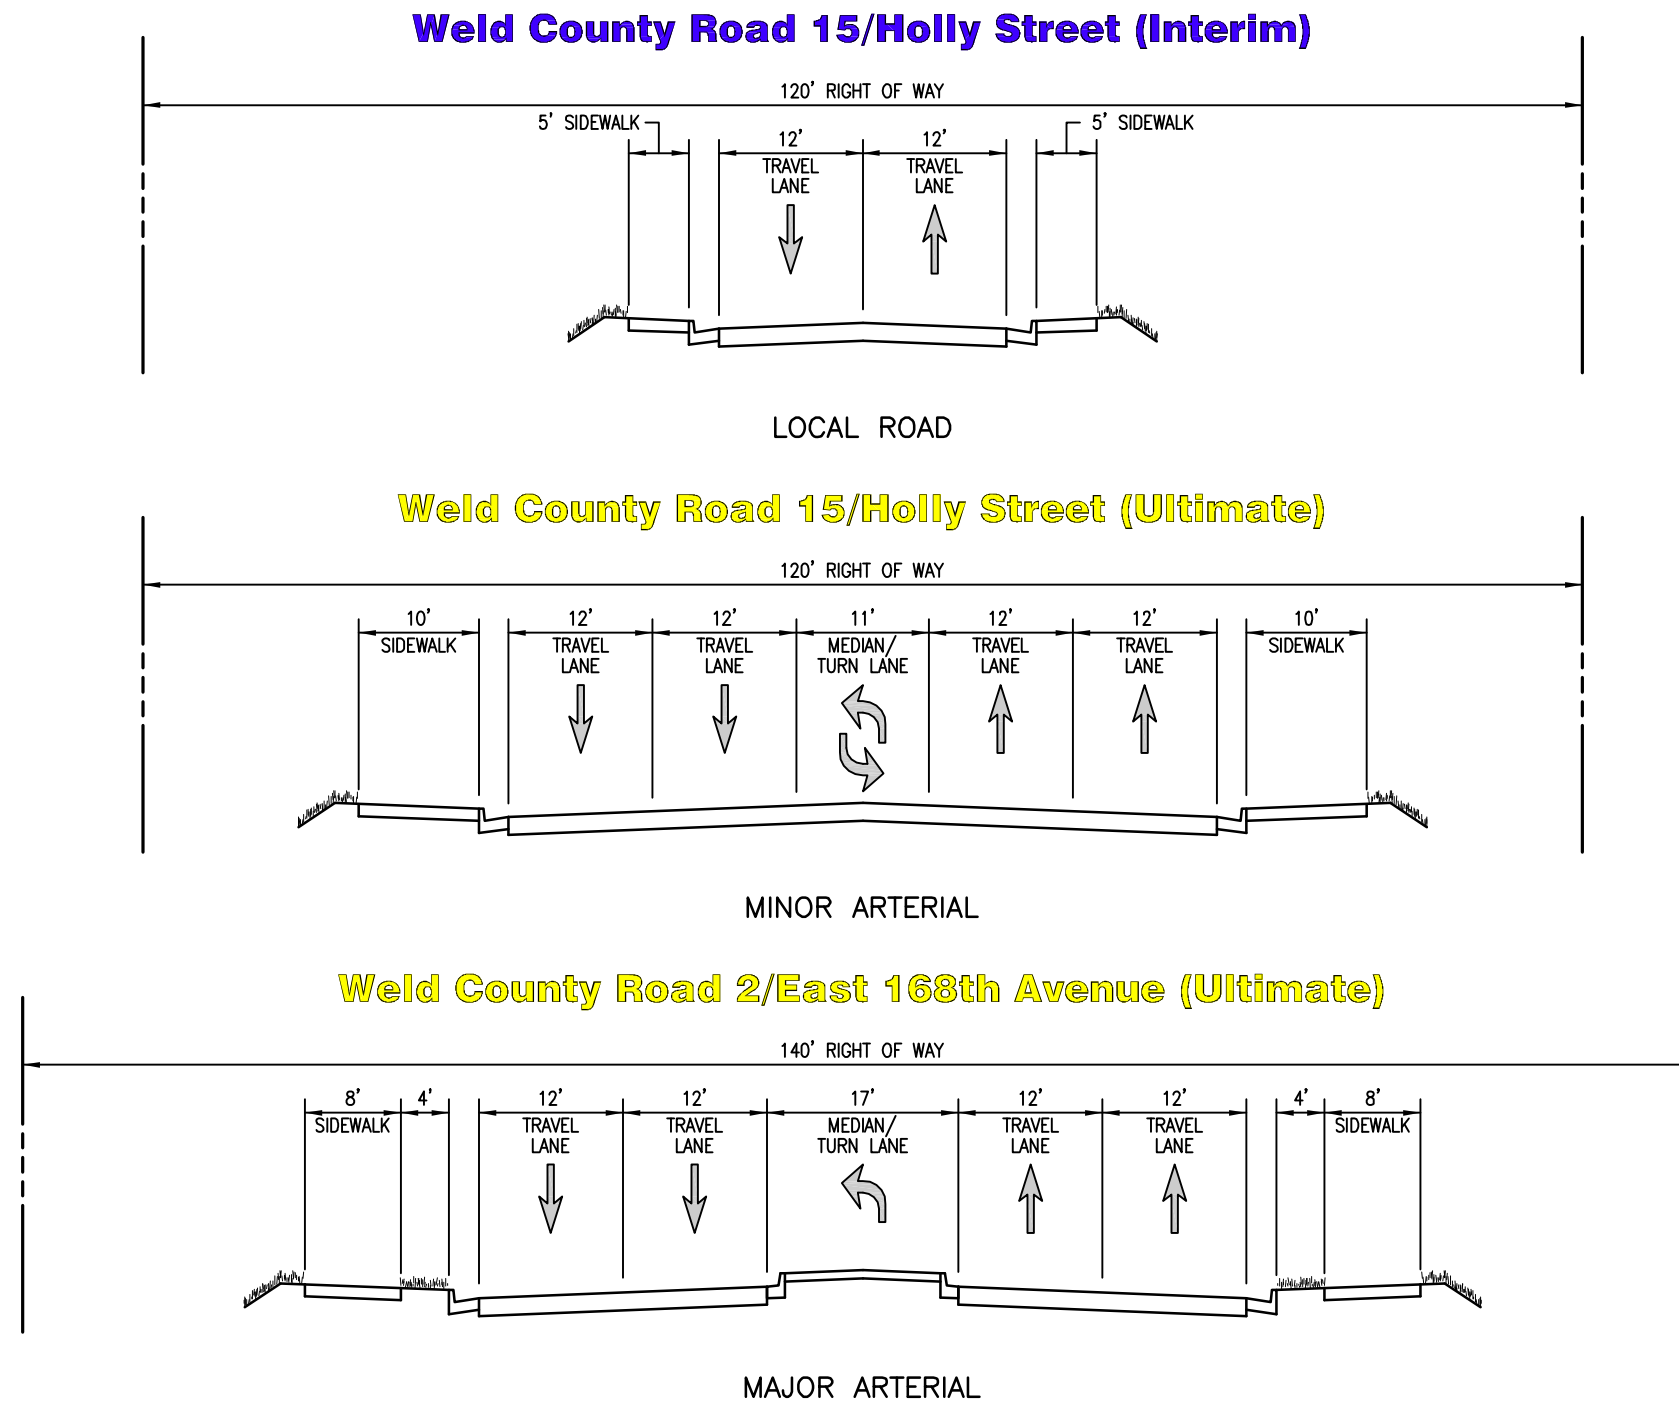 Weld County Road 15/Holly Street (Interim)
120' RIGHT OF WAY
5' SIDEWALK
12'
12'
5' SIDEWALK
TRAVEL
LANE
TRAVEL
LANE
LOCAL ROAD
Weld County Road 15/Holly Street (Ultimate)
120' RIGHT OF WAY
10'
SIDEWALK
12'
TRAVEL
LANE
12'
TRAVEL
LANE
11'
MEDIAN/
TURN LANE
12'
TRAVEL
LANE
12'
TRAVEL
LANE
10'
SIDEWALK
MINOR ARTERIAL
Weld County Road 2/East 168th Avenue (Ultimate)
140' RIGHT OF WAY
8'
SIDEWALK
4'
12'
TRAVEL
LANE
12'
TRAVEL
LANE
17'
MEDIAN/
TURN LANE
12'
TRAVEL
LANE
12'
TRAVEL
LANE
4'
8'
SIDEWALK
MAJOR ARTERIAL